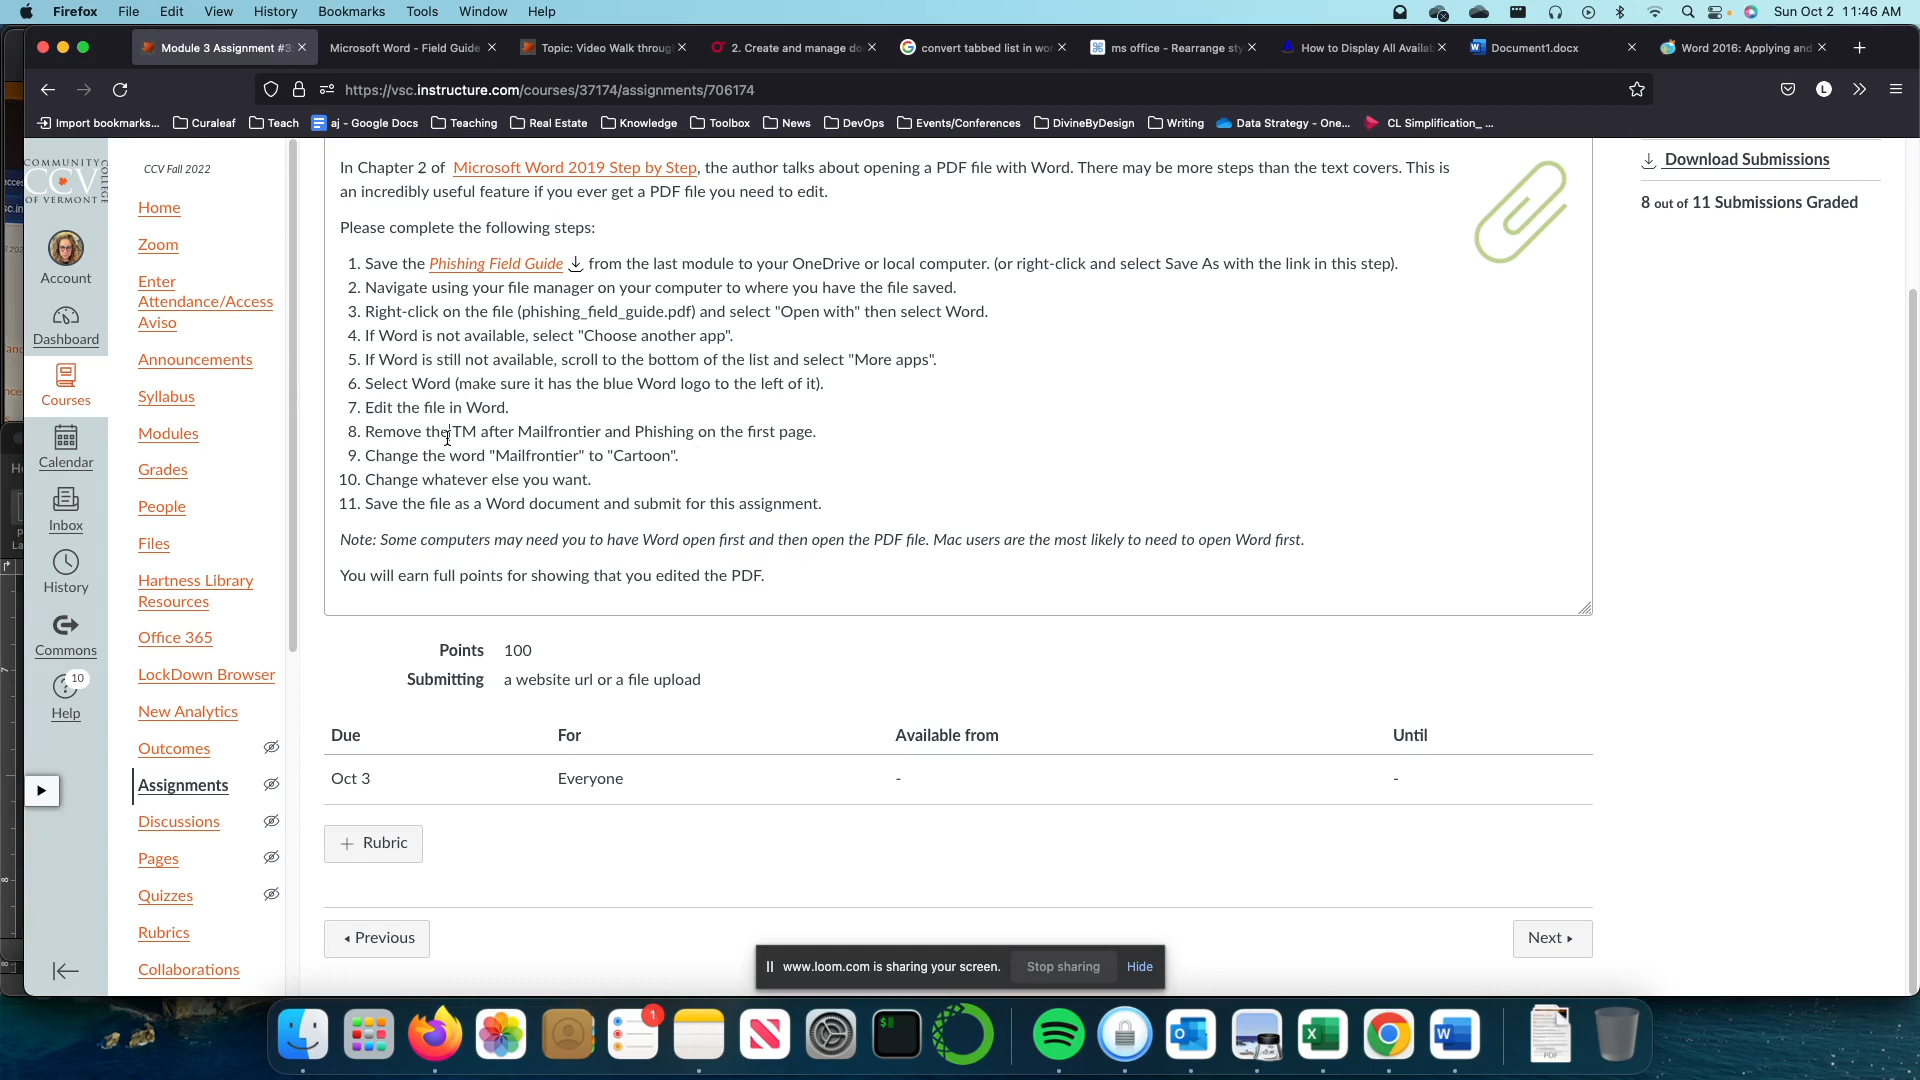 Firefox File Edit View History Bookmarks Tools Window Help Sun Oct 2 11:46 AM
Module 3 Assignment #3 Microsoft Word - Field Guide Topic: Video Walk throug 2. Create and manage do convert tabbed list in wo ms office - Rearrange sty How to Display All Availa Document1.docx Word 2016: Applying and
https://vsc.instructure.com/courses/37174/assignments/706174 L
Import bookmarks... Curaleaf Teach aj - Google Docs Teaching Real Estate Knowledge Toolbox News DevOps Events/Conferences DivineByDesign Writing Data Strategy - One... CL Simplification_ ...
COMMUNITY
CCV
OF VERMONT
COLLEGE
Account
Dashboard
Courses
Calendar
Inbox
History
Commons
10
Help
CCV Fall 2022
Home
Zoom
Enter
Attendance/Access
Aviso
Announcements
Syllabus
Modules
Grades
People
Files
Hartness Library
Resources
Office 365
LockDown Browser
New Analytics
Outcomes
Assignments
Discussions
Pages
Quizzes
Rubrics
Collaborations
In Chapter 2 of Microsoft Word 2019 Step by Step, the author talks about opening a PDF file with Word. There may be more steps than the text covers. This is
an incredibly useful feature if you ever get a PDF file you need to edit.
Please complete the following steps:
1. Save the Phishing Field Guide from the last module to your OneDrive or local computer. (or right-click and select Save As with the link in this step).
2. Navigate using your file manager on your computer to where you have the file saved.
3. Right-click on the file (phishing_field_guide.pdf) and select "Open with" then select Word.
4. If Word is not available, select "Choose another app".
5. If Word is still not available, scroll to the bottom of the list and select "More apps".
6. Select Word (make sure it has the blue Word logo to the left of it).
7. Edit the file in Word.
8. Remove the TM after Mailfrontier and Phishing on the first page.
9. Change the word "Mailfrontier" to "Cartoon".
10. Change whatever else you want.
11. Save the file as a Word document and submit for this assignment.
Note: Some computers may need you to have Word open first and then open the PDF file. Mac users are the most likely to need to open Word first.
You will earn full points for showing that you edited the PDF.
Points 100
Submitting a website url or a file upload
Due For Available from Until
Oct 3 Everyone - -
+ Rubric
Previous
Next
Download Submissions
8 out of 11 Submissions Graded
www.loom.com is sharing your screen. Stop sharing Hide
1
PDF